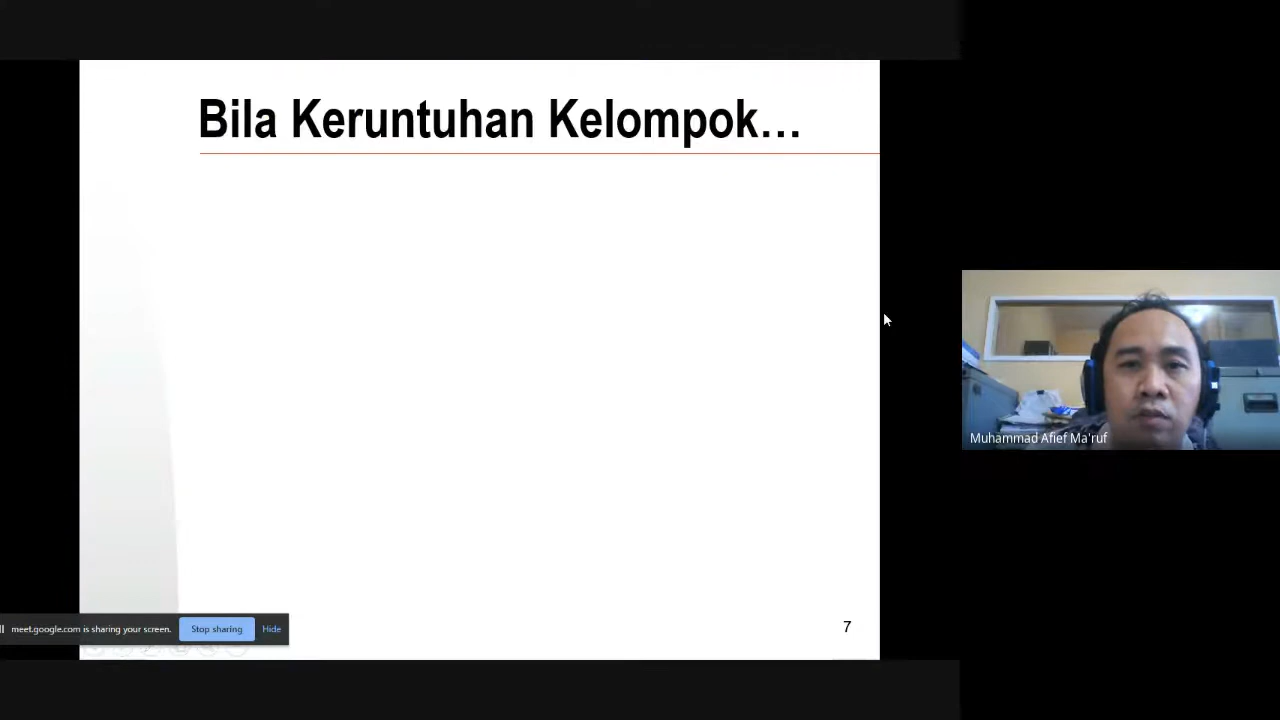 Bila Keruntuhan Kelompok…
Muhammad Afief Ma'ruf
meet.google.com is sharing your screen. Stop sharing Hide
7